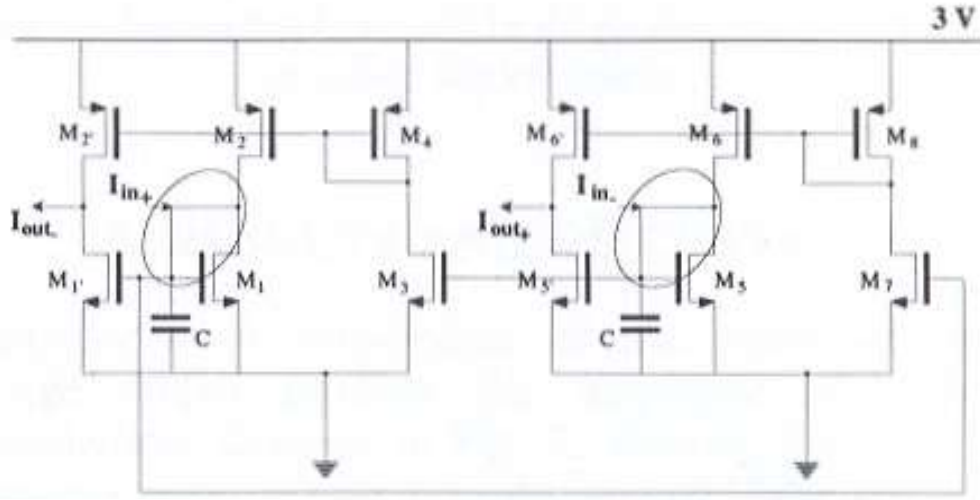 3 V
M2' M2 M4 M6' M6 M8
Iin+ Iin-
Iout- Iout+
M1' M1 M3 M5' M5 M7
C C